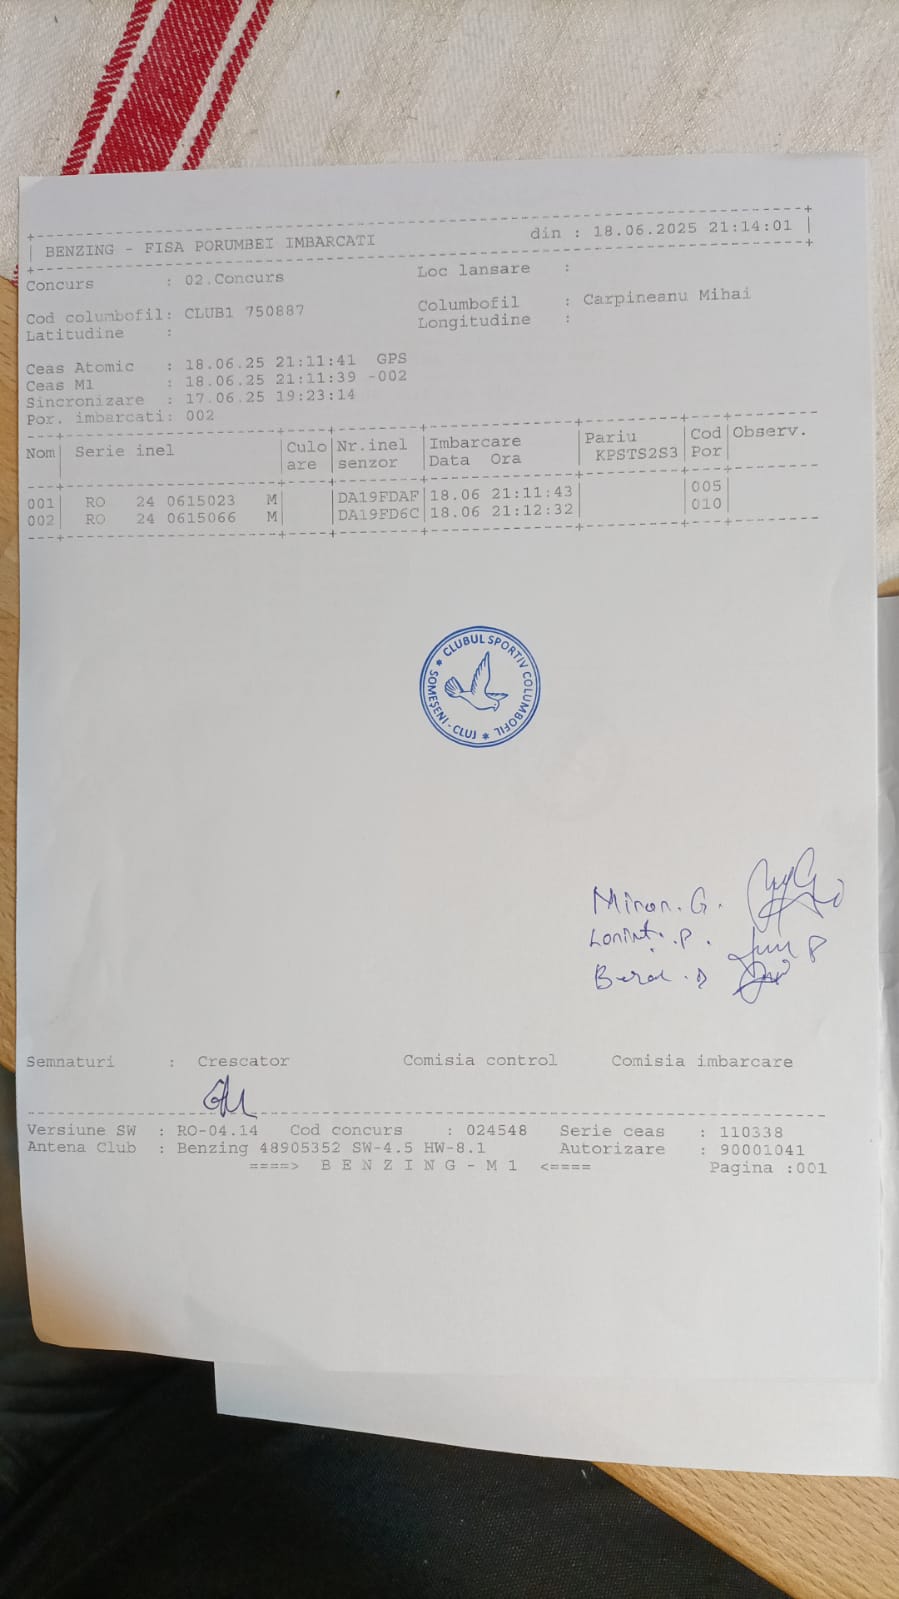 BENZING - FISA PORUMBEI IMBARCATI din : 18.06.2025 21:14:01
Concurs : 02.Concurs Loc lansare :
Cod columbofil: CLUB1 750887 Columbofil : Carpineanu Mihai
Latitudine : Longitudine :
Ceas Atomic : 18.06.25 21:11:41 GPS
Ceas M1 : 18.06.25 21:11:39 -002
Sincronizare : 17.06.25 19:23:14
Por. imbarcati: 002
Nom| Serie inel |Culo|Nr.inel|Imbarcare |Pariu |Cod|Observ.
|are |senzor |Data Ora | KPSTS2S3|Por|
001| RO 24 0615023 M| |DA19FDAF|18.06 21:11:43| |005|
002| RO 24 0615066 M| |DA19FD6C|18.06 21:12:32| |010|
* CLUBUL SPORTIV COLUMBOFIL * SOMEȘENI - CLUJ
Miron. G.
P.
Semnaturi : Crescator Comisia control Comisia imbarcare
Versiune SW : RO-04.14 Cod concurs : 024548 Serie ceas : 110338
Antena Club : Benzing 48905352 SW-4.5 HW-8.1 Autorizare : 90001041
====> B E N Z I N G - M 1 <==== Pagina :001